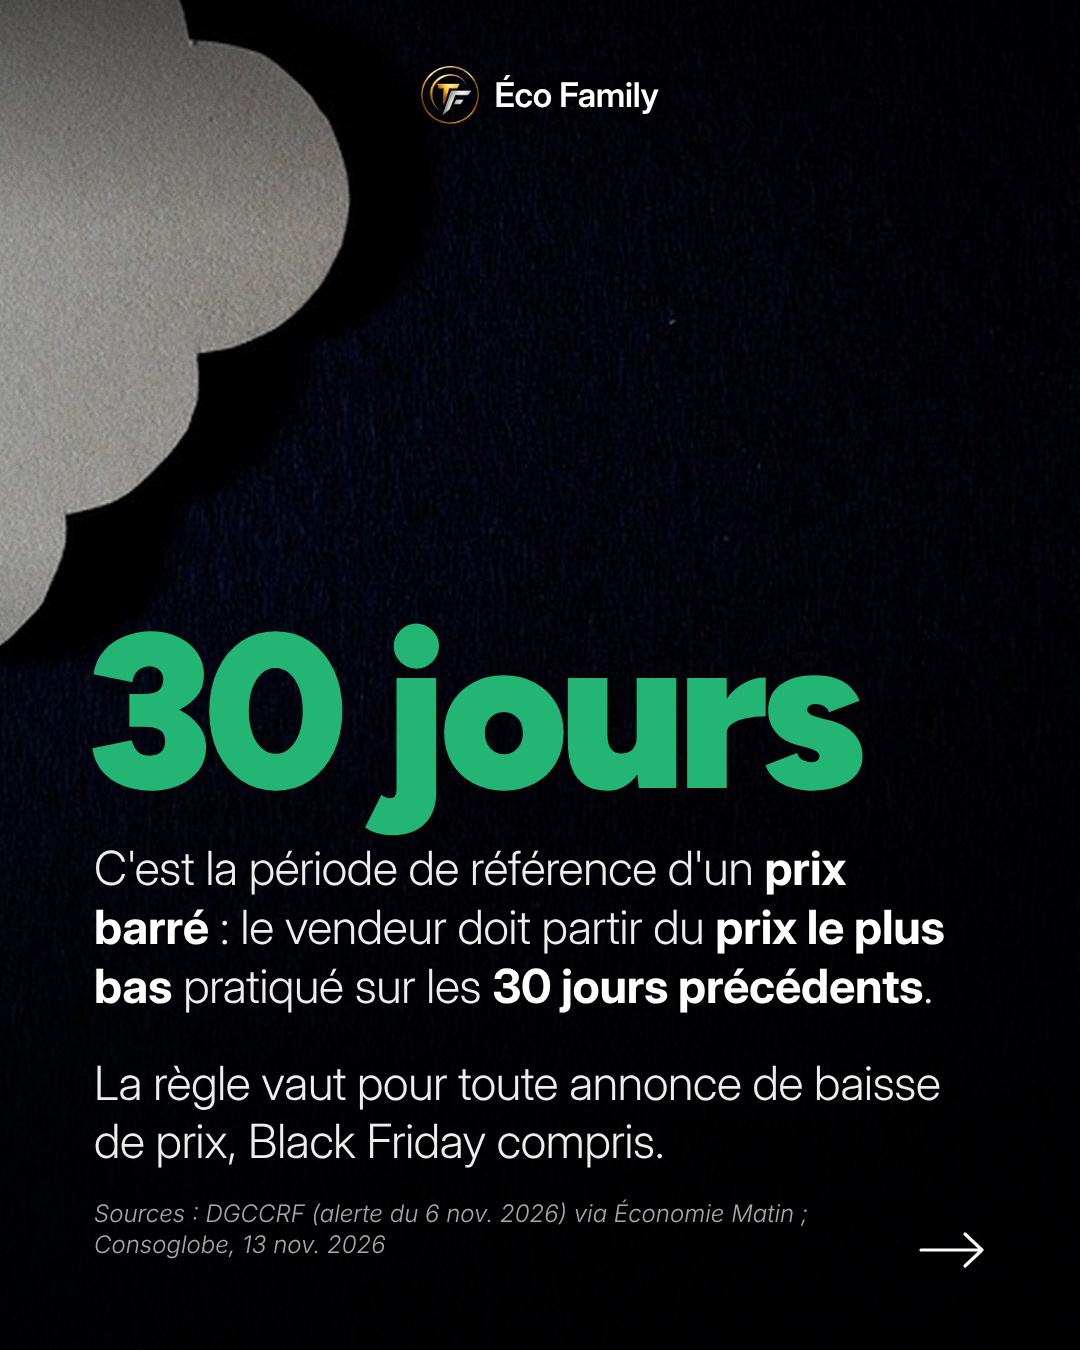 TF Éco Family
30 jours
C'est la période de référence d'un prix
barré : le vendeur doit partir du prix le plus
bas pratiqué sur les 30 jours précédents.
La règle vaut pour toute annonce de baisse
de prix, Black Friday compris.
Sources : DGCCRF (alerte du 6 nov. 2026) via Économie Matin ;
Consoglobe, 13 nov. 2026